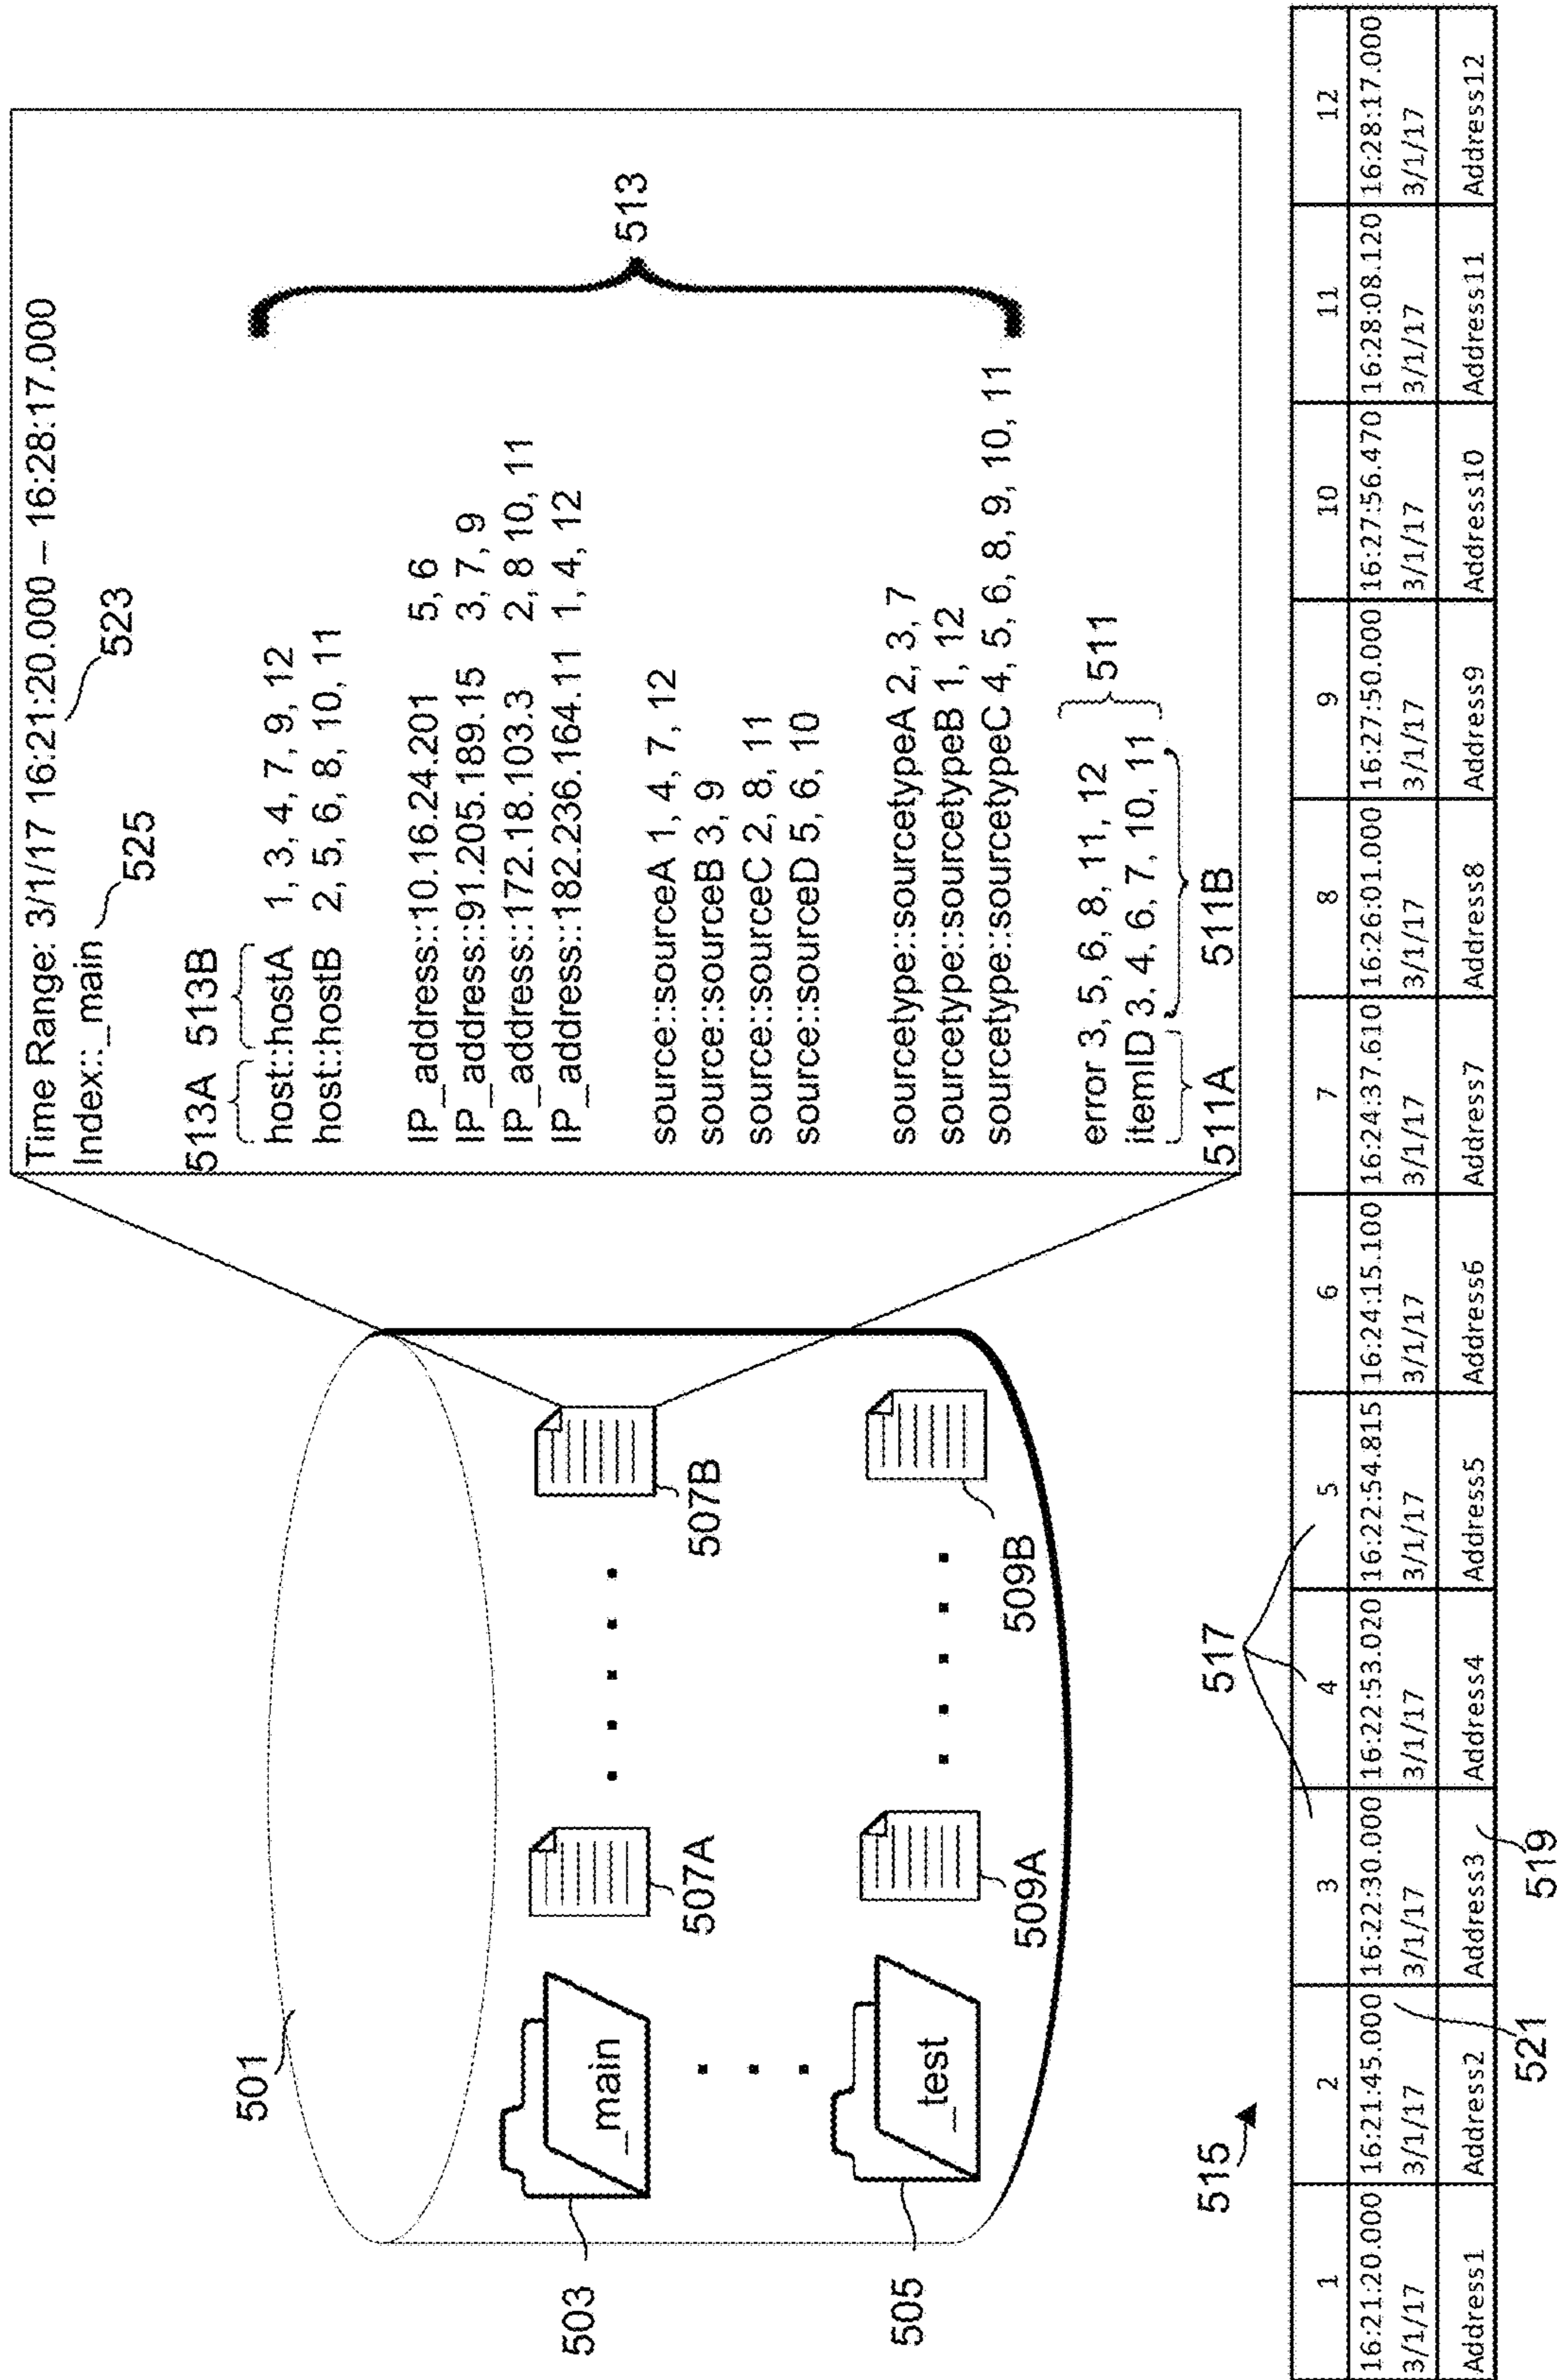 Time Range: 3/1/17 16:21:20.000 – 16:28:17.000
523
Index::_main
525
513A 513B
host::hostA 1, 3, 4, 7, 9, 12
host::hostB 2, 5, 6, 8, 10, 11
IP_address::10.16.24.201 5, 6
IP_address::91.205.189.15 3, 7, 9
IP_address::172.18.103.3 2, 8 10, 11
IP_address::182.236.164.11 1, 4, 12
513
source::sourceA 1, 4, 7, 12
source::sourceB 3, 9
source::sourceC 2, 8, 11
source::sourceD 5, 6, 10
sourcetype::sourcetypeA 2, 3, 7
sourcetype::sourcetypeB 1, 12
sourcetype::sourcetypeC 4, 5, 6, 8, 9, 10, 11
error 3, 5, 6, 8, 11, 12
itemID 3, 4, 6, 7, 10, 11
511
511A 511B
501
503
_main
507A
507B
505
_test
509A
509B
515
517
1 2 3 4 5 6 7 8 9 10 11 12
16:21:20.000 16:21:45.000 16:22:30.000 16:22:53.020 16:22:54.815 16:24:15.100 16:24:37.610 16:26:01.000 16:27:50.000 16:27:56.470 16:28:08.120 16:28:17.000
3/1/17 3/1/17 3/1/17 3/1/17 3/1/17 3/1/17 3/1/17 3/1/17 3/1/17 3/1/17 3/1/17 3/1/17
Address1 Address2 Address3 Address4 Address5 Address6 Address7 Address8 Address9 Address10 Address11 Address12
521
519